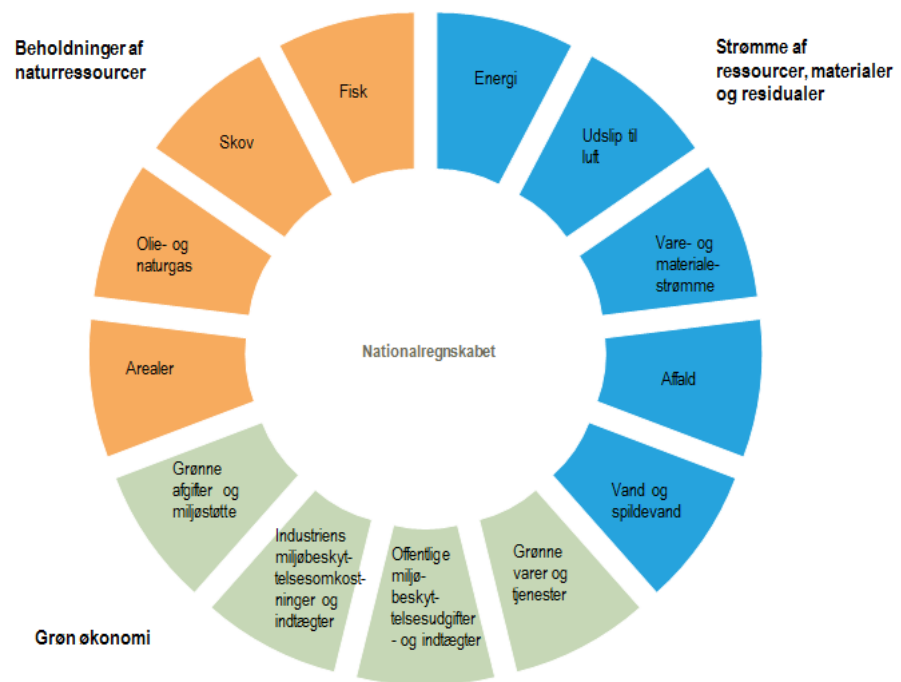 Beholdninger af
naturressourcer
Strømme af
ressourcer, materialer
og residualer
Fisk
Energi
Skov
Udslip til
luft
Olie- og
naturgas
Vare- og
materiale-
strømme
Nationalregnskabet
Arealer
Affald
Grønne
afgifter og
miljøstøtte
Vand og
spildevand
Industriens
miljøbeskyt-
telsesomkost-
ninger og
indtægter
Offentlige
miljø-
beskyt-
telsesudgifter
- og indtægter
Grønne
varer og
tjenester
Grøn økonomi